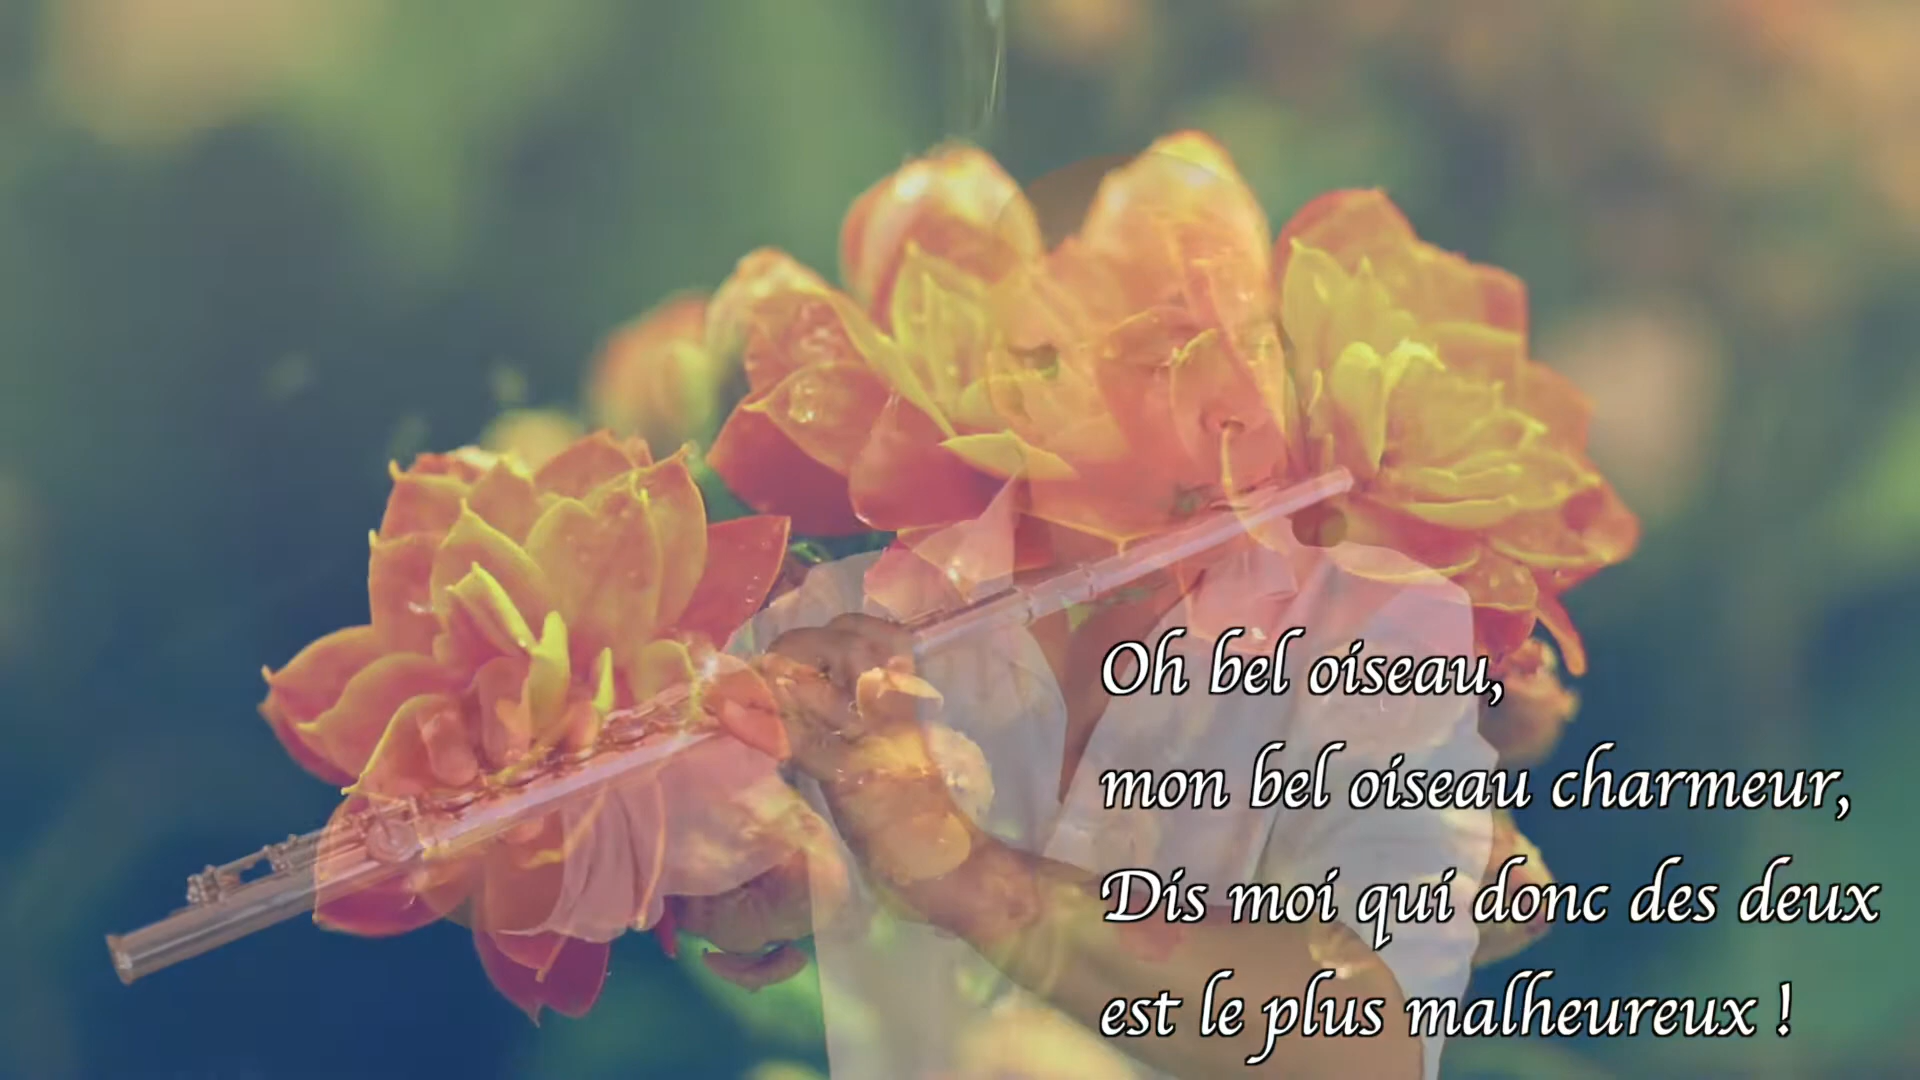 Oh bel oiseau,
mon bel oiseau charmeur,
Dis moi qui donc des deux
est le plus malheureux !